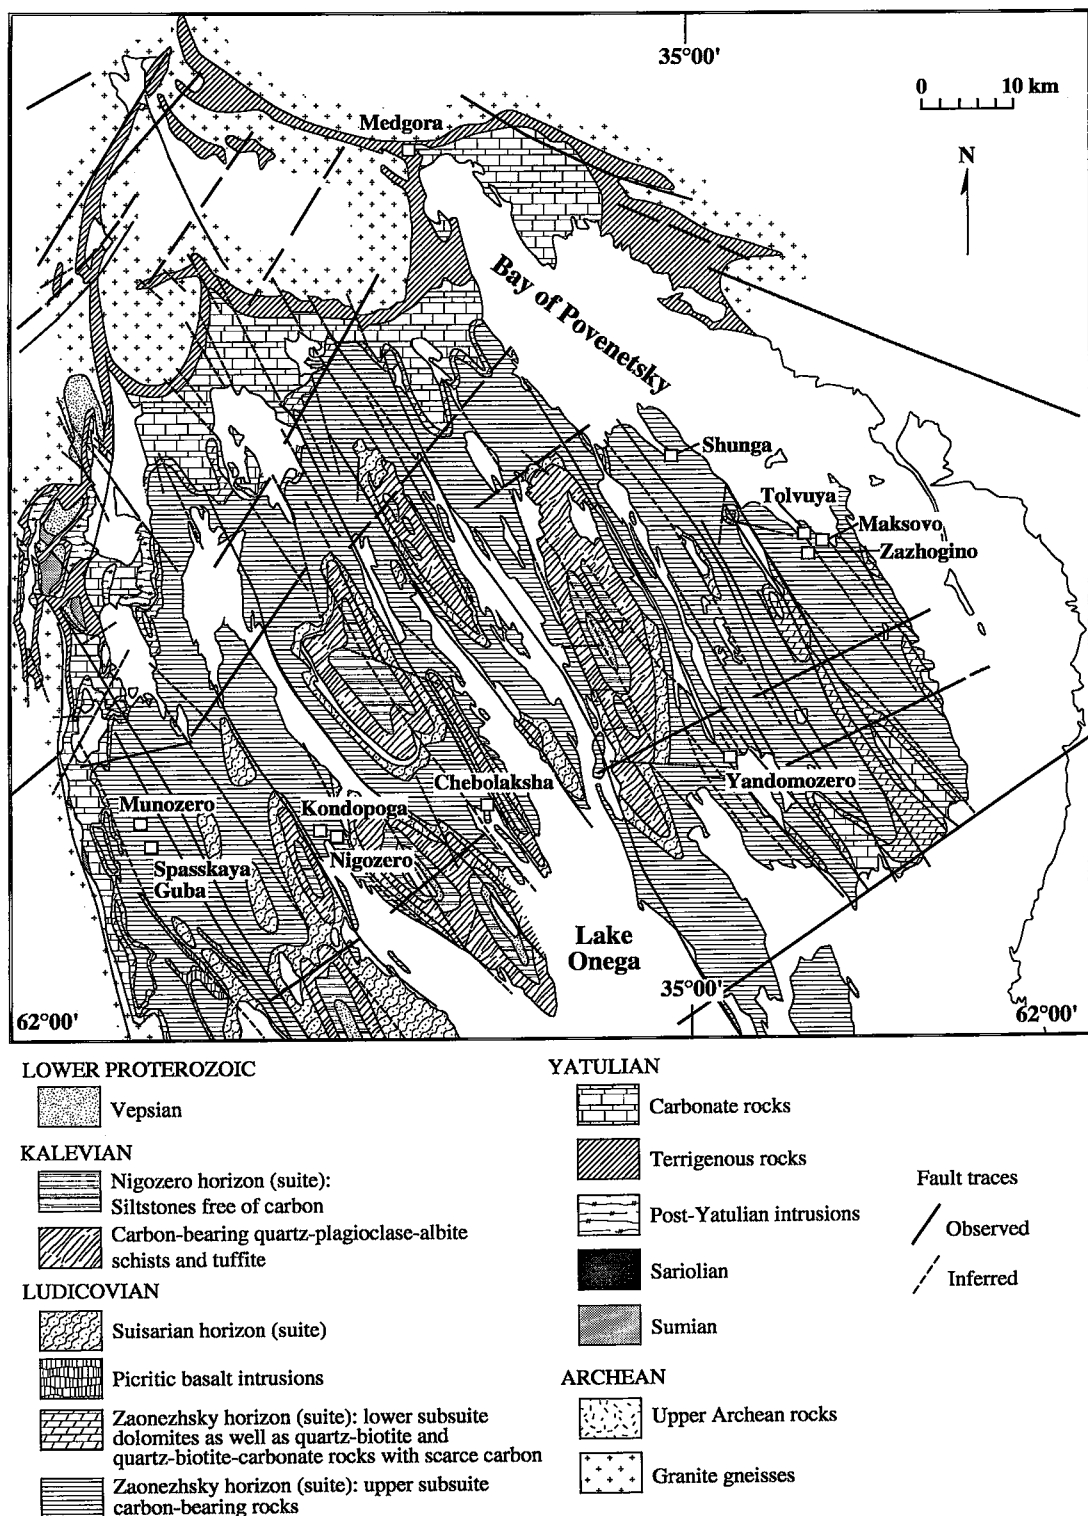 35°00'
0 10 km
Medgora
N
Bay of Povenetsky
Shunga
Tolvuya
Maksovo
Zazhogino
Chebolaksha
Yandomozero
Munozero
Kondopoga
Nigozero
Spasskaya
Guba
Lake
Onega
35°00'
62°00'
62°00'
LOWER PROTEROZOIC
Vepsian
KALEVIAN
Nigozero horizon (suite):
Siltstones free of carbon
Carbon-bearing quartz-plagioclase-albite
schists and tuffite
LUDICOVIAN
Suisarian horizon (suite)
Picritic basalt intrusions
Zaonezhsky horizon (suite): lower subsuite
dolomites as well as quartz-biotite and
quartz-biotite-carbonate rocks with scarce carbon
Zaonezhsky horizon (suite): upper subsuite
carbon-bearing rocks
YATULIAN
Carbonate rocks
Terrigenous rocks
Post-Yatulian intrusions
Sariolian
Sumian
ARCHEAN
Upper Archean rocks
Granite gneisses
Fault traces
Observed
Inferred